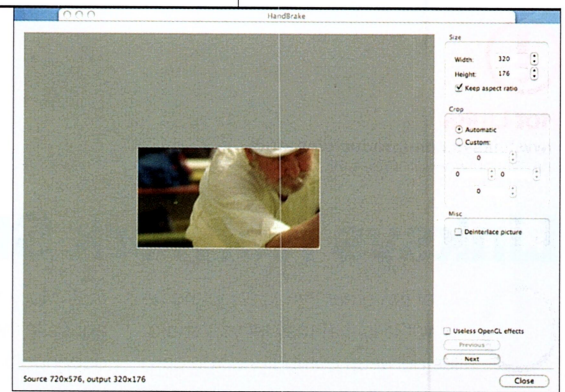 HandBrake
Size
Width: 320
Height: 176
Keep aspect ratio
Crop
Automatic
Custom:
0
0 0
0
Misc
Deinterlace picture
Useless OpenGL effects
Previous
Next
Source 720x576, output 320x176
Close